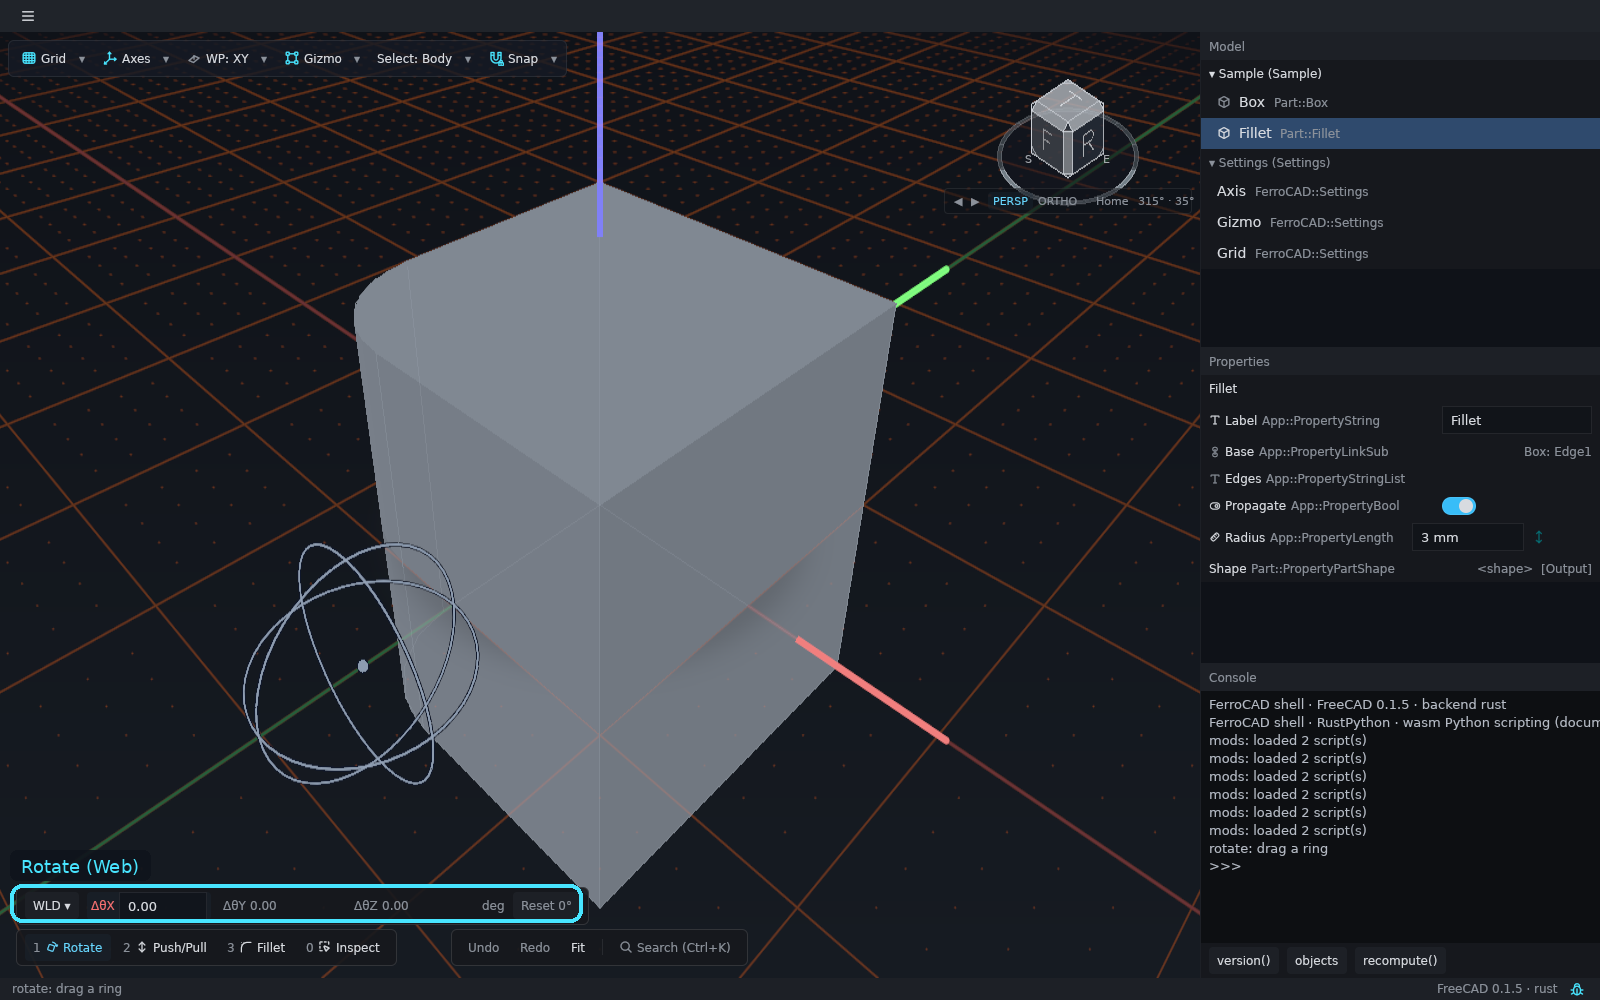 Grid ▾ Axes ▾ WP: XY ▾ Gizmo ▾ Select: Body ▾ Snap ▾
T
F R
S E
◀ ▶ PERSP ORTHO Home 315° · 35°
Model
▾ Sample (Sample)
Box Part::Box
Fillet Part::Fillet
▾ Settings (Settings)
Axis FerroCAD::Settings
Gizmo FerroCAD::Settings
Grid FerroCAD::Settings
Properties
Fillet
Label App::PropertyString Fillet
Base App::PropertyLinkSub Box: Edge1
Edges App::PropertyStringList
Propagate App::PropertyBool
Radius App::PropertyLength 3 mm
Shape Part::PropertyPartShape <shape> [Output]
Console
FerroCAD shell · FreeCAD 0.1.5 · backend rust
FerroCAD shell · RustPython · wasm Python scripting (docum
mods: loaded 2 script(s)
mods: loaded 2 script(s)
mods: loaded 2 script(s)
mods: loaded 2 script(s)
mods: loaded 2 script(s)
mods: loaded 2 script(s)
rotate: drag a ring
>>>
version() objects recompute()
Rotate (Web)
WLD ▾ ΔθX 0.00 ΔθY 0.00 ΔθZ 0.00 deg Reset 0°
1 Rotate 2 Push/Pull 3 Fillet 0 Inspect
Undo Redo Fit Search (Ctrl+K)
rotate: drag a ring
FreeCAD 0.1.5 · rust